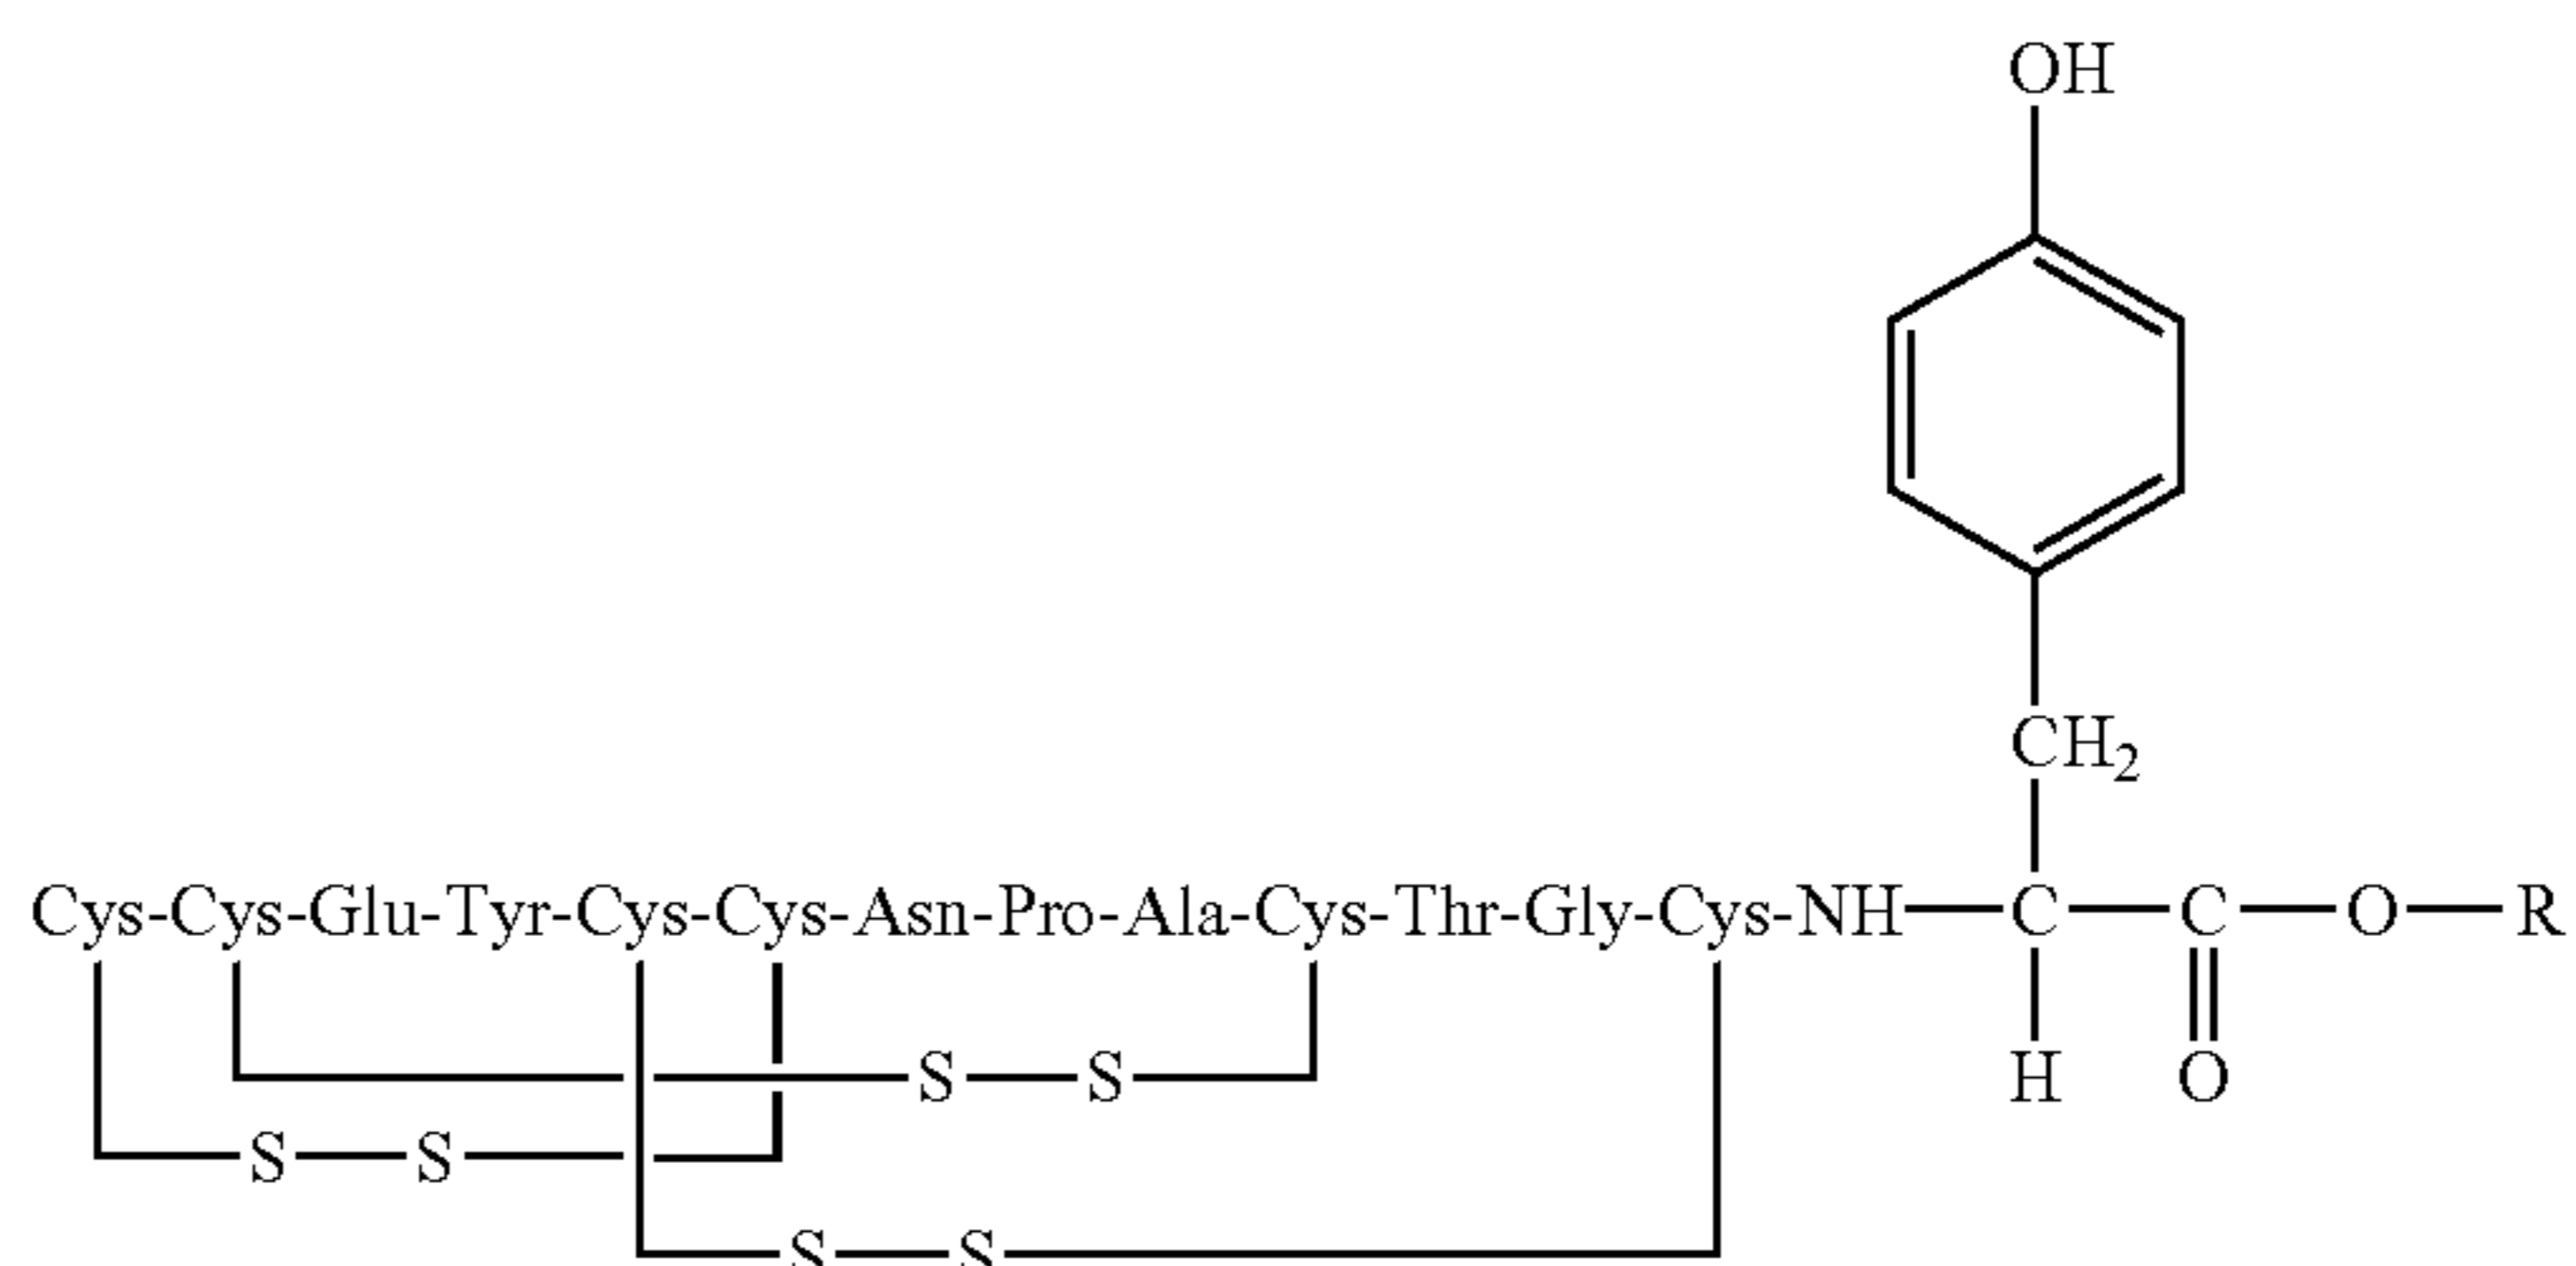 OH
CH2
Cys-Cys-Glu-Tyr-Cys-Cys-Asn-Pro-Ala-Cys-Thr-Gly-Cys-NH C C O R
S S H O
S S
S S